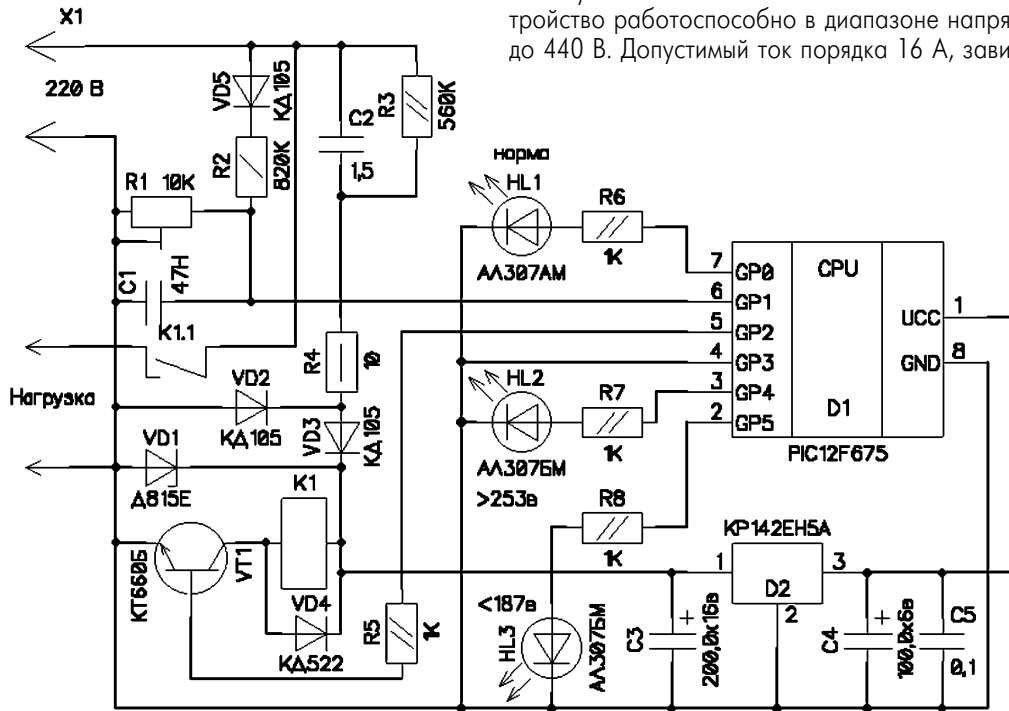 тройство работоспособно в диапазоне напря
до 440 В. Допустимый ток порядка 16 А, зави
X1
220 В
VD5
КД105
R2
820К
C2
1,5
R3
560К
R1 10К
C1
47Н
K1.1
Нагрузка
R4
10
VD2
КД105
VD3
КД105
VD1
Д815Е
K1
КТ660Б
VT1
VD4
КД522
R5
1К
норма
HL1
АЛ307АМ
R6
1К
HL2
АЛ307БМ
>253в
R7
1К
R8
1К
<187в
HL3
АЛ307БМ
7 GP0
6 GP1
5 GP2
4 GP3
3 GP4
2 GP5
CPU
D1
UCC 1
GND 8
PIC12F675
КР142ЕН5А
1
D2
3
2
C3
+
200,0х16в
C4
+
100,0х6в
C5
0,1